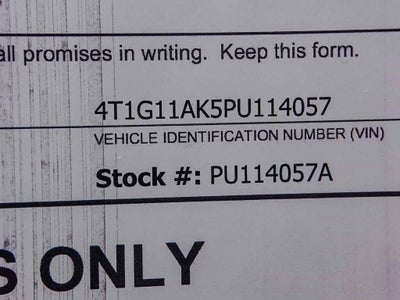 all promises in writing. Keep this form.
4T1G11AK5PU114057
VEHICLE IDENTIFICATION NUMBER (VIN)
Stock #: PU114057A
S ONLY